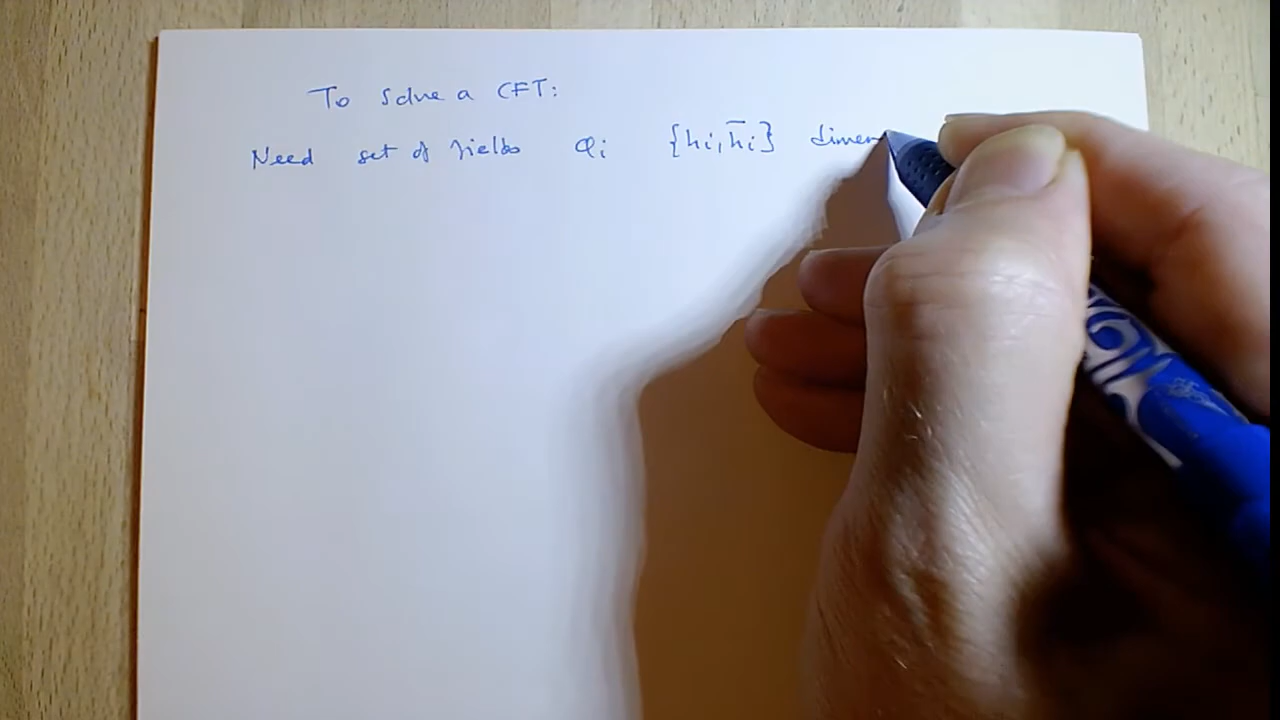 To solve a CFT:
Need set of fields φi {hi, h̄i} dimen